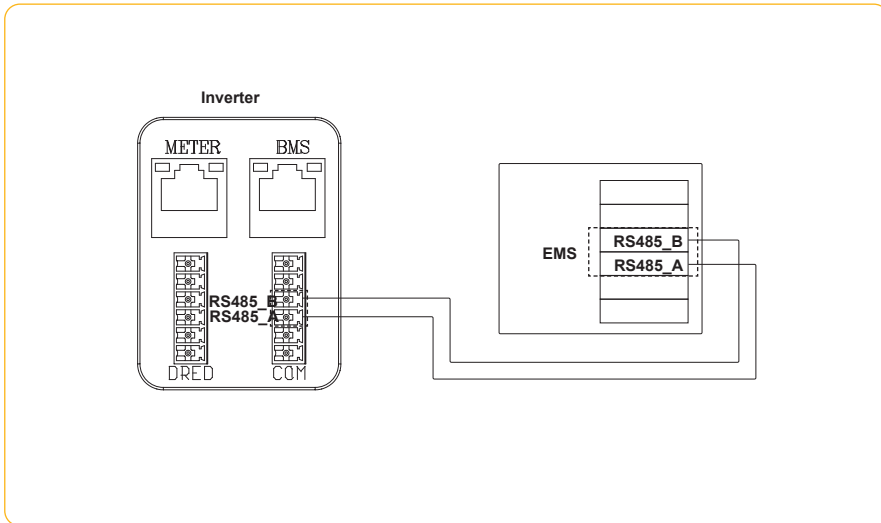 Inverter
METER
BMS
RS485_B
RS485_A
DRED
COM
EMS
RS485_B
RS485_A